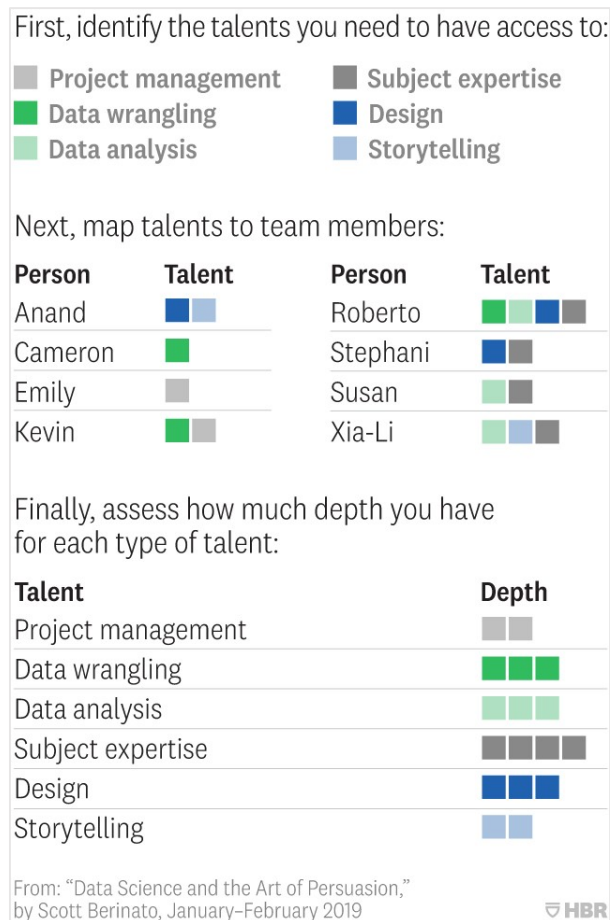 First, identify the talents you need to have access to:
Project management
Subject expertise
Data wrangling
Design
Data analysis
Storytelling
Next, map talents to team members:
Person Talent
Anand
Cameron
Emily
Kevin
Person Talent
Roberto
Stephani
Susan
Xia-Li
Finally, assess how much depth you have
for each type of talent:
Talent Depth
Project management
Data wrangling
Data analysis
Subject expertise
Design
Storytelling
From: “Data Science and the Art of Persuasion,”
by Scott Berinato, January–February 2019
HBR